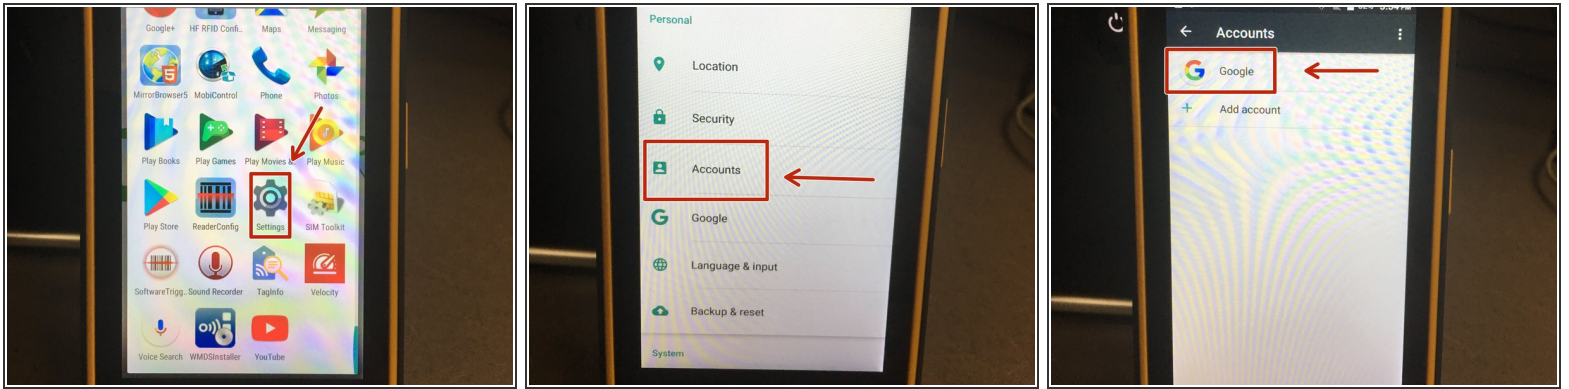 Google+ HF RFID Confi.. Maps Messaging
MirrorBrowser5 MobiControl Phone Photos
Play Books Play Games Play Movies & Play Music
Play Store ReaderConfig Settings SIM Toolkit
SoftwareTrigg.. Sound Recorder TagInfo Velocity
Voice Search WMDSInstaller YouTube
Personal
Location
Security
Accounts
Google
Language & input
Backup & reset
System
Accounts
Google
Add account